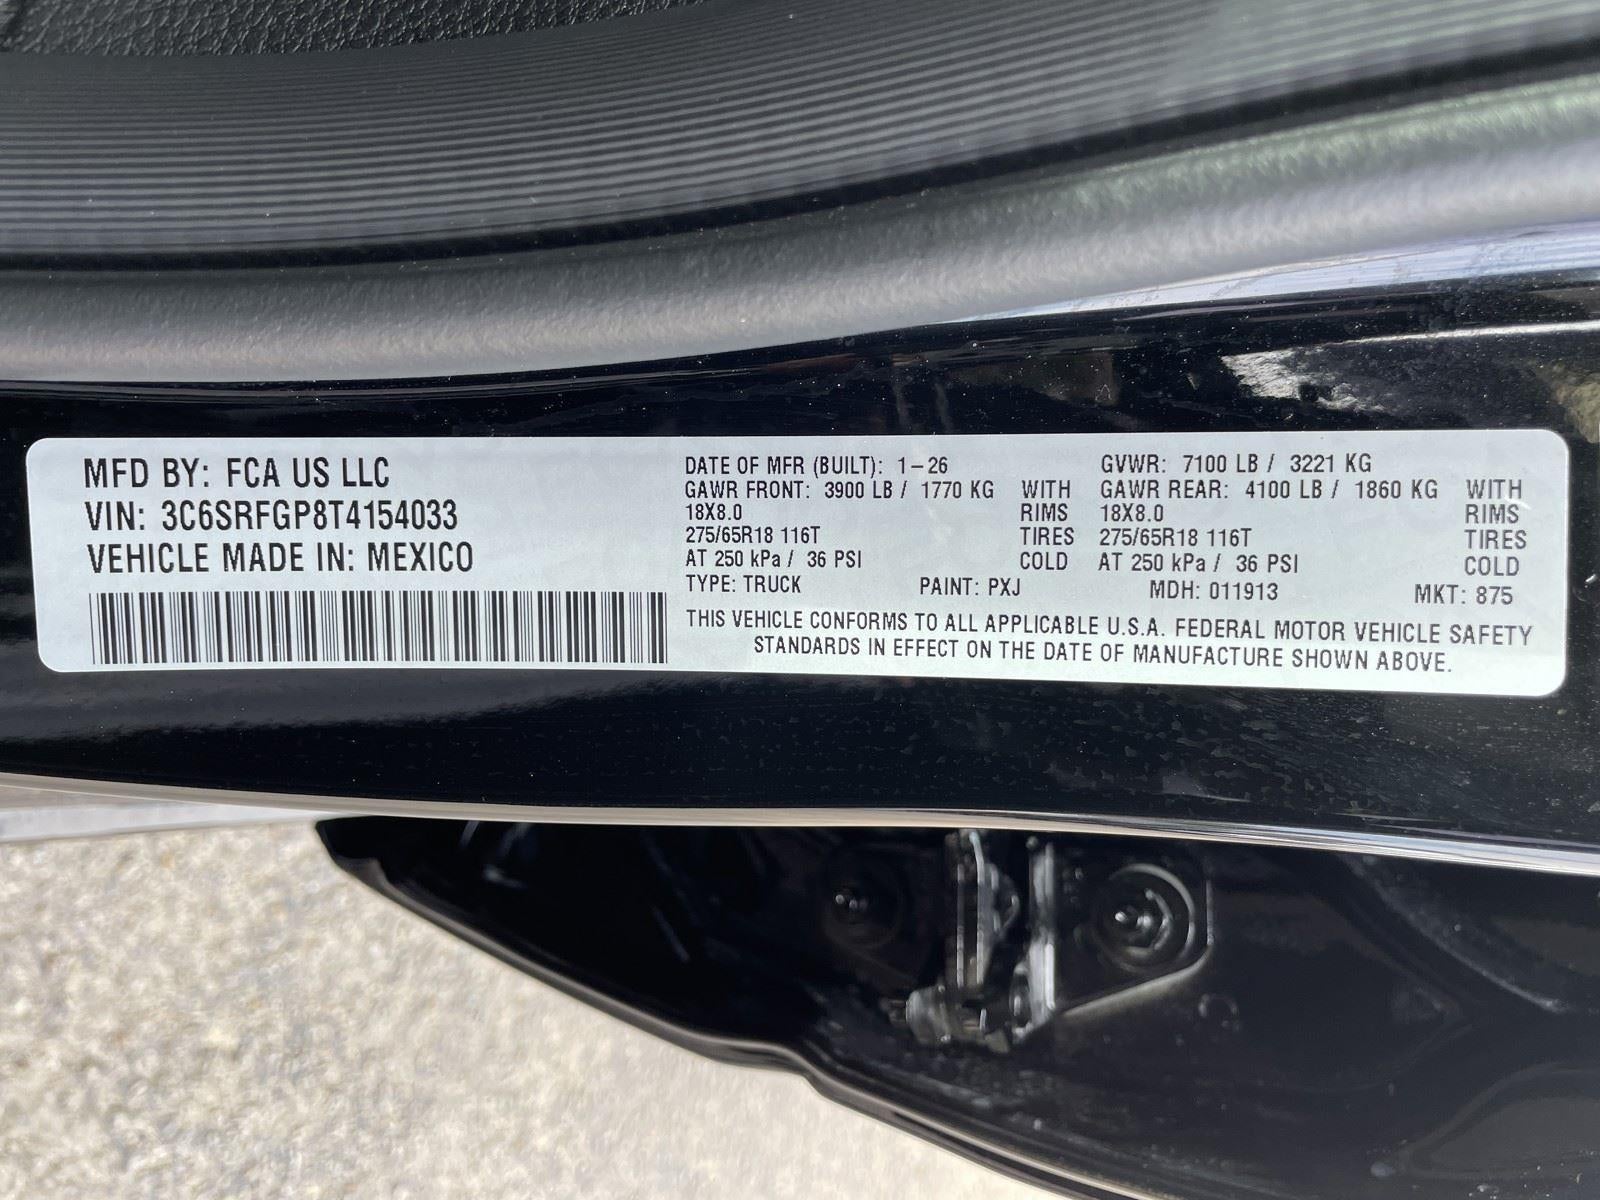 MFD BY: FCA US LLC
VIN: 3C6SRFGP8T4154033
VEHICLE MADE IN: MEXICO
DATE OF MFR (BUILT): 1-26 GVWR: 7100 LB / 3221 KG
GAWR FRONT: 3900 LB / 1770 KG WITH GAWR REAR: 4100 LB / 1860 KG WITH
18X8.0 RIMS 18X8.0 RIMS
275/65R18 116T TIRES 275/65R18 116T TIRES
AT 250 kPa / 36 PSI COLD AT 250 kPa / 36 PSI COLD
TYPE: TRUCK PAINT: PXJ MDH: 011913 MKT: 875
THIS VEHICLE CONFORMS TO ALL APPLICABLE U.S.A. FEDERAL MOTOR VEHICLE SAFETY
STANDARDS IN EFFECT ON THE DATE OF MANUFACTURE SHOWN ABOVE.